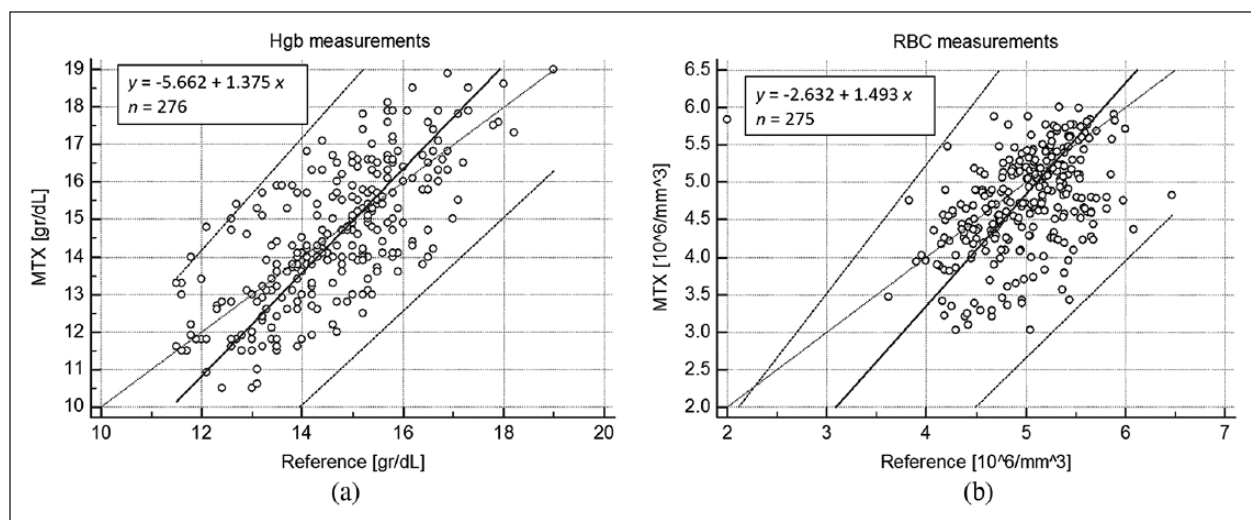 Hgb measurements
y = -5.662 + 1.375 x
n = 276
MTX [gr/dL]
19
18
17
16
15
14
13
12
11
10
10 12 14 16 18 20
Reference [gr/dL]
(a)
RBC measurements
y = -2.632 + 1.493 x
n = 275
MTX [10^6/mm^3]
6.5
6.0
5.5
5.0
4.5
4.0
3.5
3.0
2.5
2.0
2 3 4 5 6 7
Reference [10^6/mm^3]
(b)